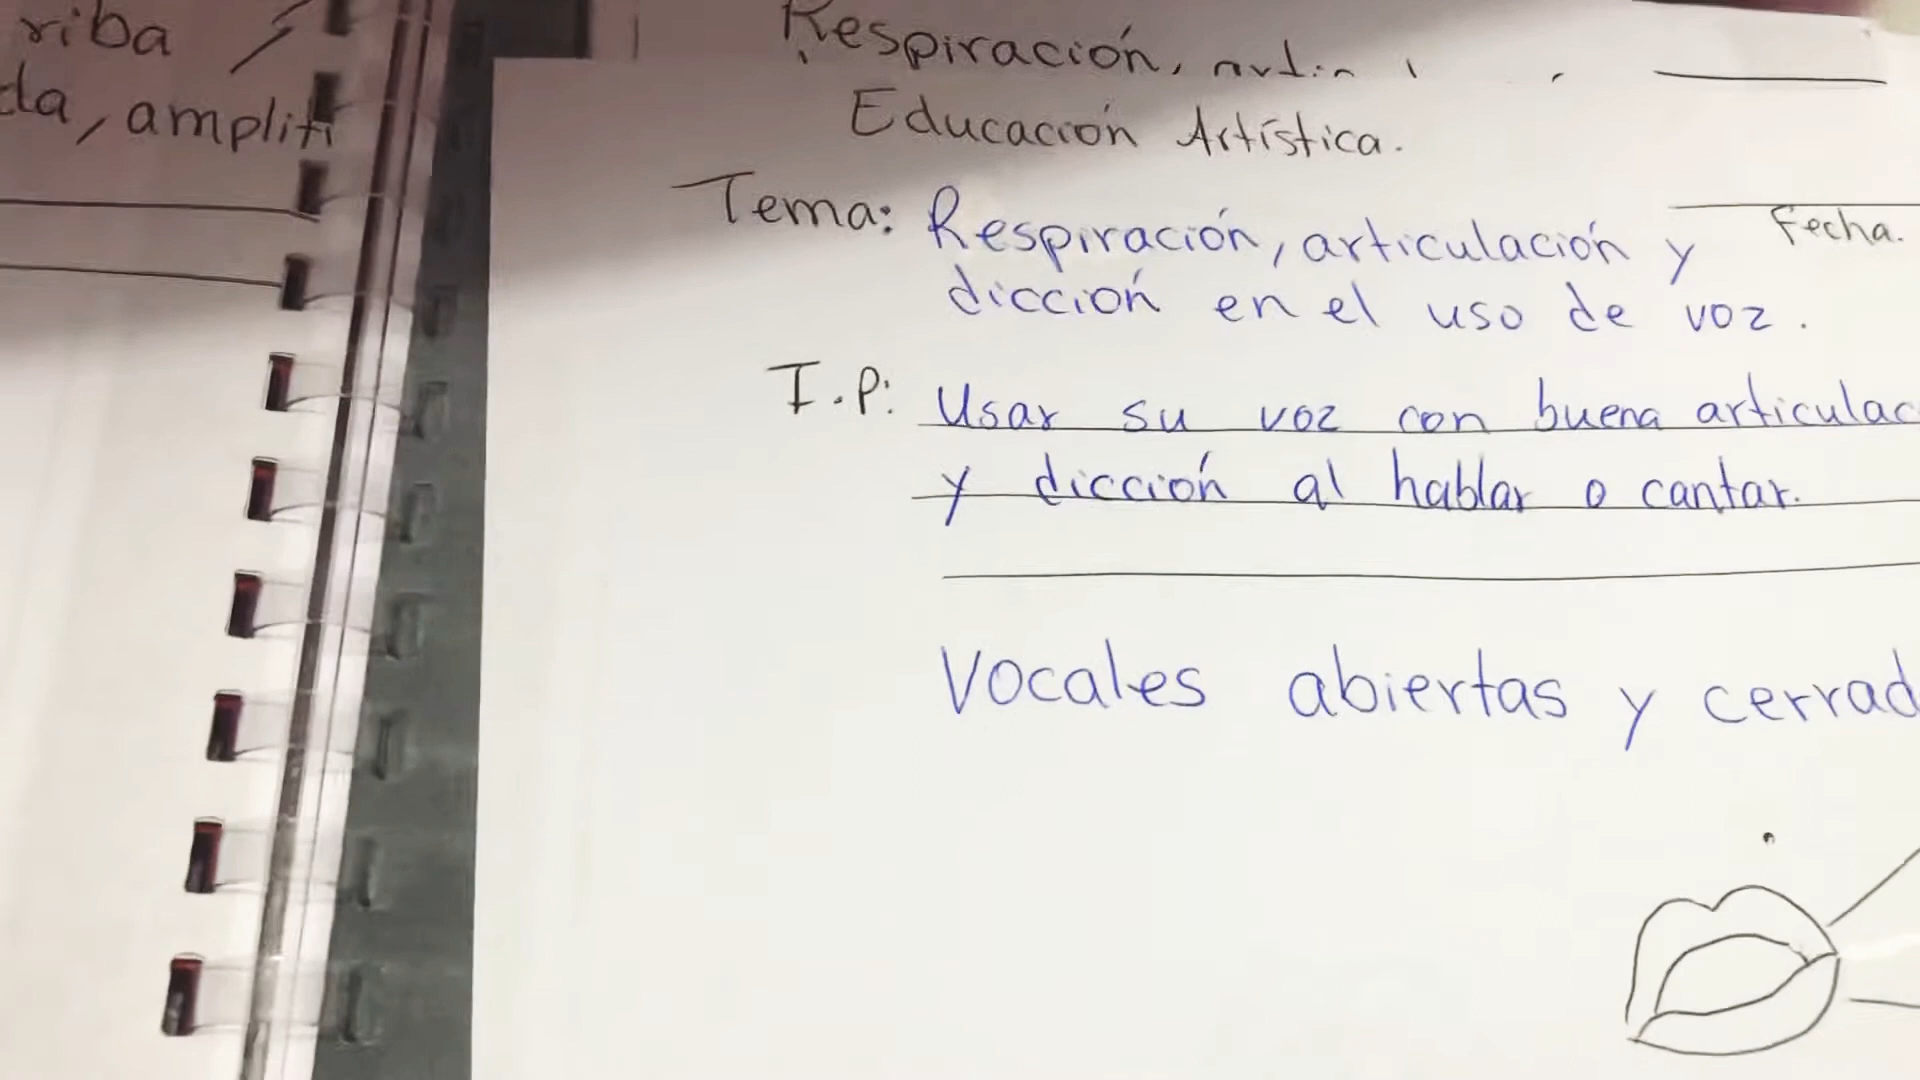 riba
da, ampliti
Respiración,
Educación Artística.
Tema: Respiración, articulación y
Fecha.
dicción en el uso de voz.
I.P: Usar su voz con buena articulac
y dicción al hablar o cantar.
Vocales abiertas y cerrad